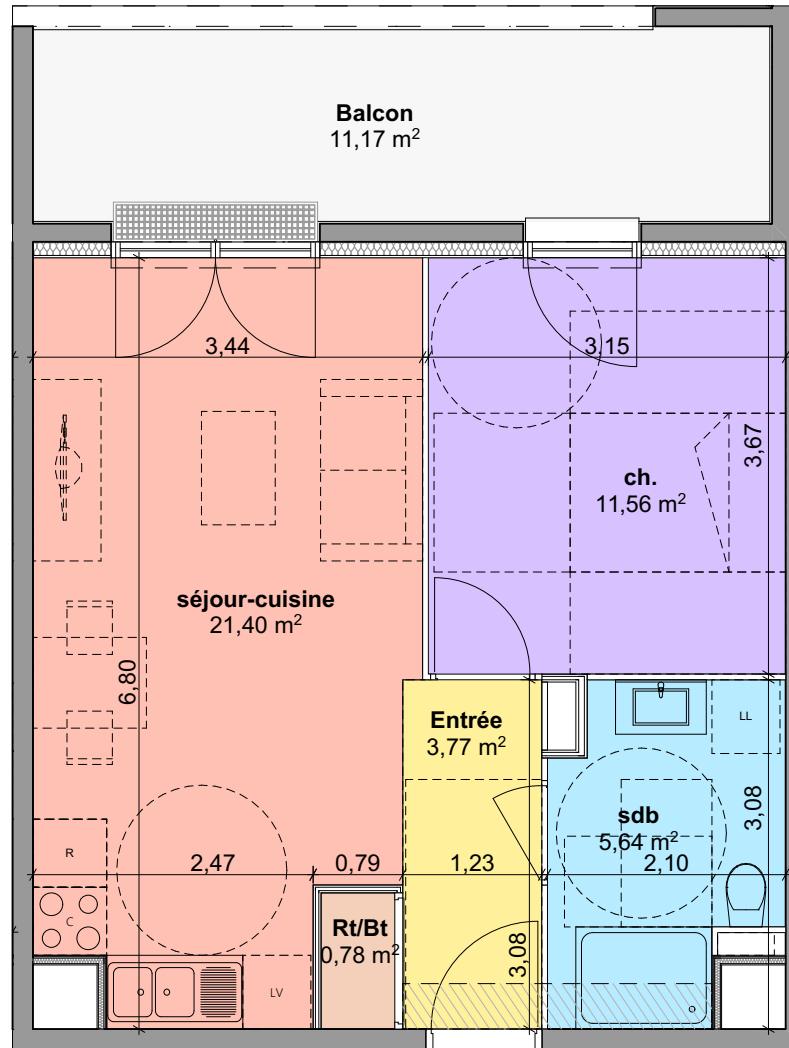 Balcon
11,17 m²
3,44
3,15
3,67
ch.
11,56 m²
séjour-cuisine
21,40 m²
6,80
Entrée
3,77 m²
LL
sdb
5,64 m²
3,08
R
2,47
0,79
1,23
2,10
C
Rt/Bt
0,78 m²
3,08
LV